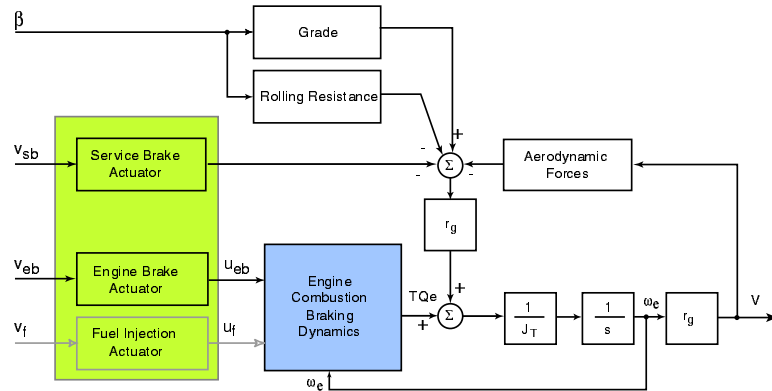 β
Grade
Rolling Resistance
+
-
v_sb
Service Brake
Actuator
-
Σ
-
Aerodynamic
Forces
r_g
v_eb
Engine Brake
Actuator
u_eb
Engine
Combustion
Braking
Dynamics
TQe
+
+
Σ
1
J_T
1
s
ω_e
r_g
V
v_f
Fuel Injection
Actuator
u_f
ω_e